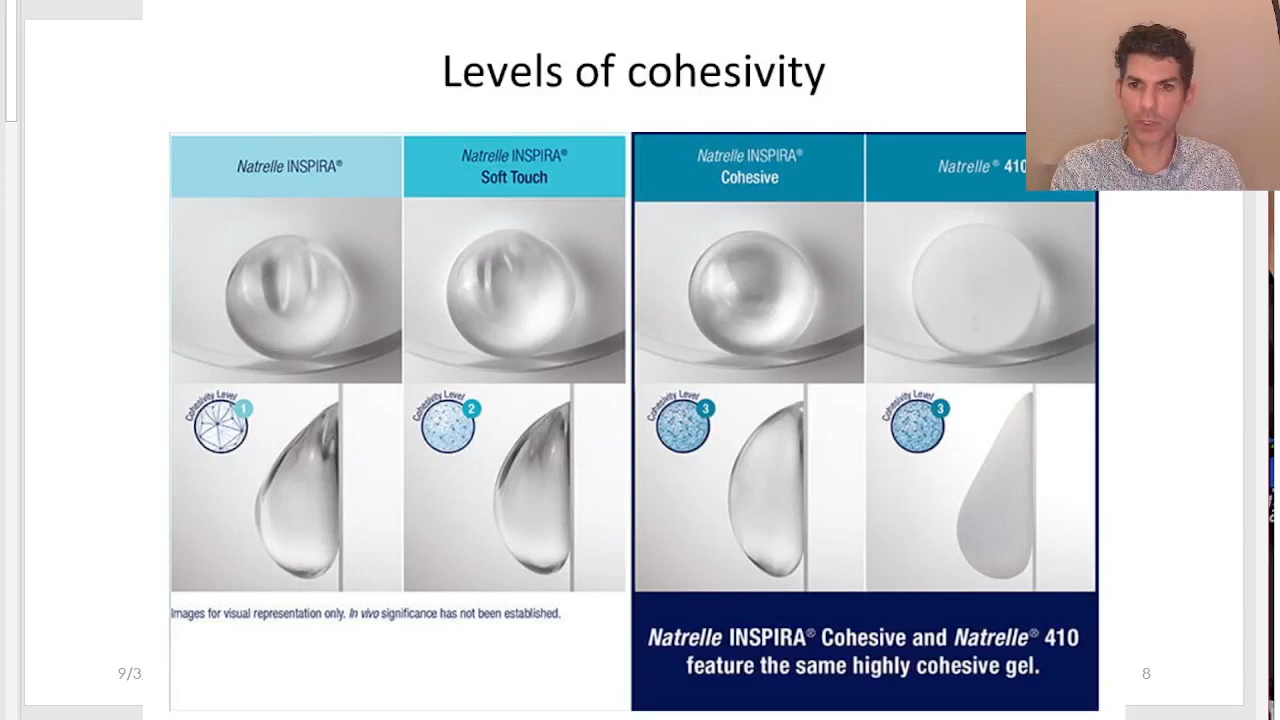 Levels of cohesivity
Natrelle INSPIRA®
Natrelle INSPIRA®
Soft Touch
Natrelle INSPIRA®
Cohesive
Natrelle® 410
Cohesivity Level 1
Cohesivity Level 2
Cohesivity Level 3
Cohesivity Level 3
Images for visual representation only. In vivo significance has not been established.
Natrelle INSPIRA® Cohesive and Natrelle® 410
feature the same highly cohesive gel.
9/3
8